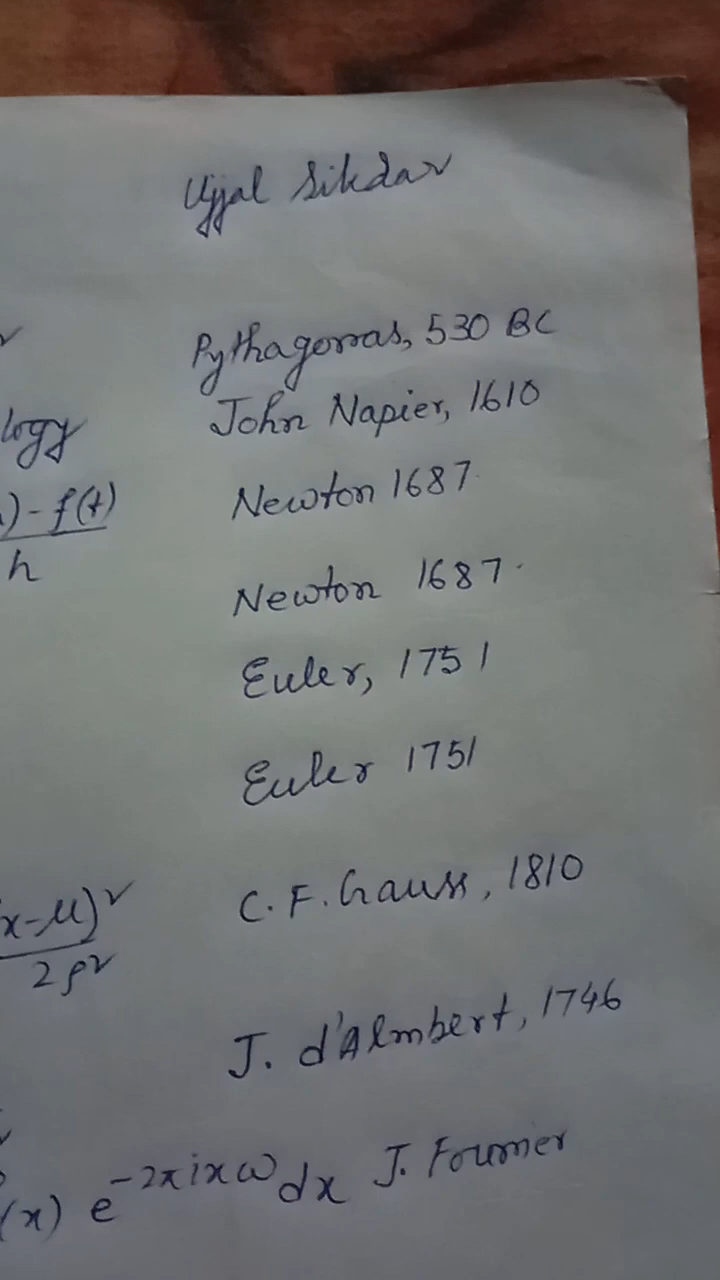 Ujjal Sikdar
Pythagorras, 530 BC
logy John Napier, 1610
)-f(t) Newton 1687
h
Newton 1687.
Euler, 1751
Euler 1751
x-μ)² C. F. Gauss, 1810
2ρ²
J. d'Almbert, 1746
(x) e^-2πixω dx J. Fourrier